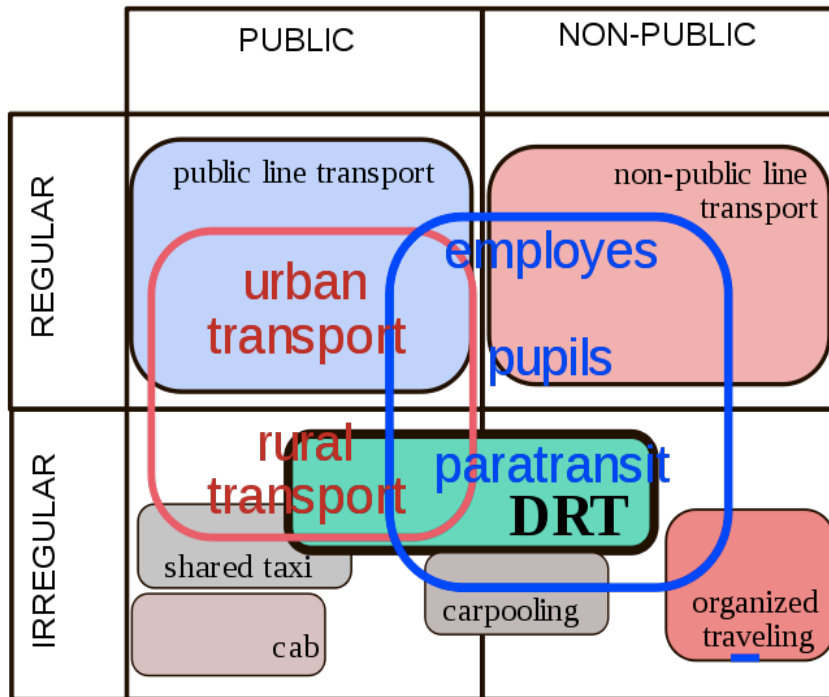 PUBLIC
NON-PUBLIC
REGULAR
public line transport
non-public line
transport
employes
urban
transport
pupils
IRREGULAR
rural
transport
paratransit
DRT
shared taxi
carpooling
organized
traveling
cab